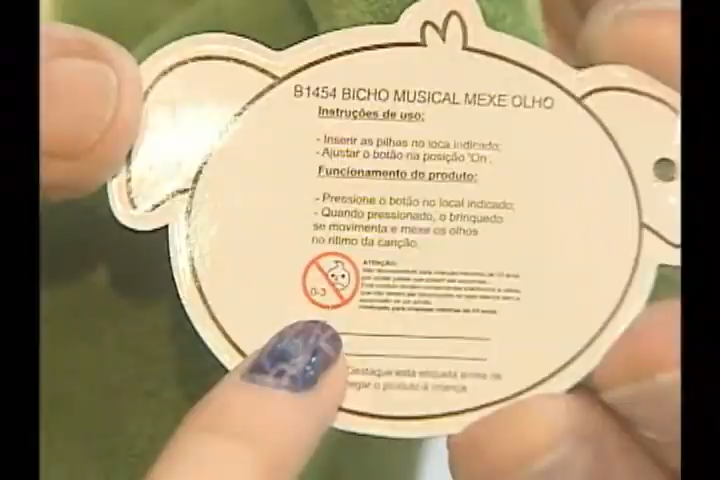 B1454 BICHO MUSICAL MEXE OLHO
Instruções de uso:
- Inserir as pilhas no loca indicado;
- Ajustar o botão na posição "On".
Funcionamento do produto:
- Pressione o botão no local indicado;
- Quando pressionado, o brinquedo
se movimenta e mexe os olhos
no ritimo da canção.
0-3
ATENÇÃO:
Destaque esta etiqueta antes de
o produto à criança